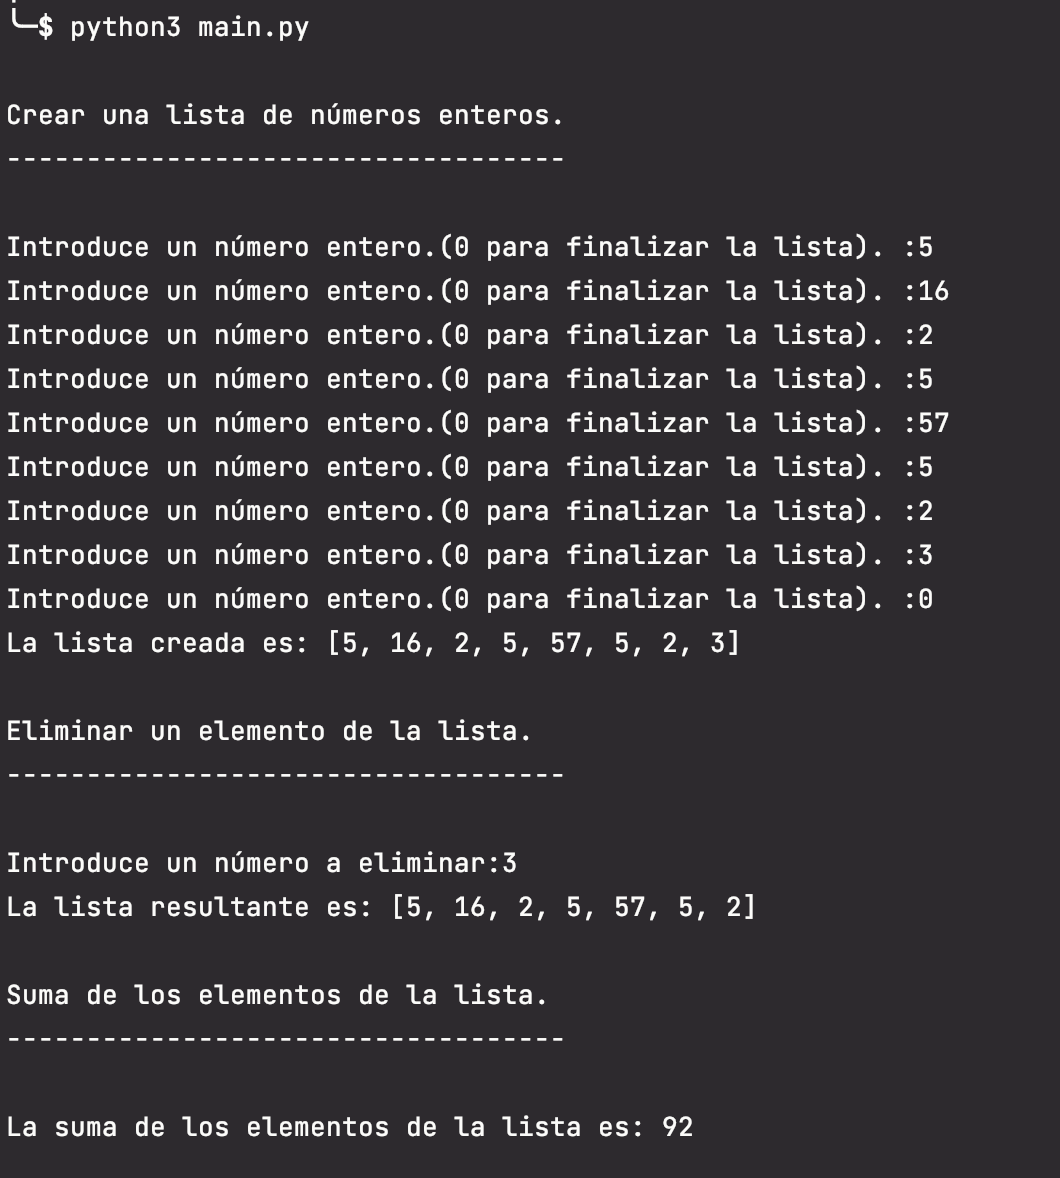 ╰─$ python3 main.py
Crear una lista de números enteros.
-----------------------------------
Introduce un número entero.(0 para finalizar la lista). :5
Introduce un número entero.(0 para finalizar la lista). :16
Introduce un número entero.(0 para finalizar la lista). :2
Introduce un número entero.(0 para finalizar la lista). :5
Introduce un número entero.(0 para finalizar la lista). :57
Introduce un número entero.(0 para finalizar la lista). :5
Introduce un número entero.(0 para finalizar la lista). :2
Introduce un número entero.(0 para finalizar la lista). :3
Introduce un número entero.(0 para finalizar la lista). :0
La lista creada es: [5, 16, 2, 5, 57, 5, 2, 3]
Eliminar un elemento de la lista.
-----------------------------------
Introduce un número a eliminar:3
La lista resultante es: [5, 16, 2, 5, 57, 5, 2]
Suma de los elementos de la lista.
-----------------------------------
La suma de los elementos de la lista es: 92